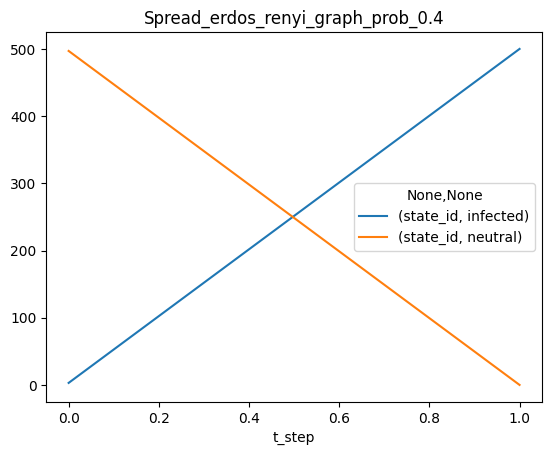 Spread_erdos_renyi_graph_prob_0.4
500
400
300
200
100
0
None,None
(state_id, infected)
(state_id, neutral)
0.0 0.2 0.4 0.6 0.8 1.0
t_step